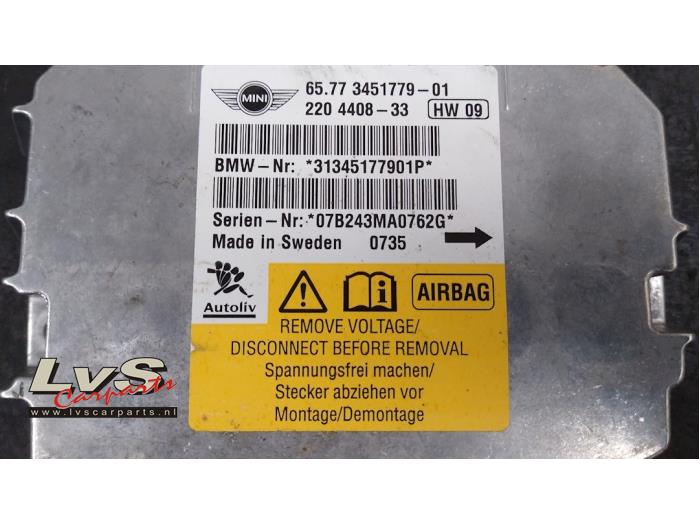 MINI
65.77 3451779-01
220 4408-33 HW 09
BMW-Nr: *31345177901P*
Serien-Nr: *07B243MA0762G*
Made in Sweden 0735
Autoliv
AIRBAG
REMOVE VOLTAGE/
DISCONNECT BEFORE REMOVAL
Spannungsfrei machen/
Stecker abziehen vor
Montage/Demontage
LvS
Carparts
www.lvscarparts.nl